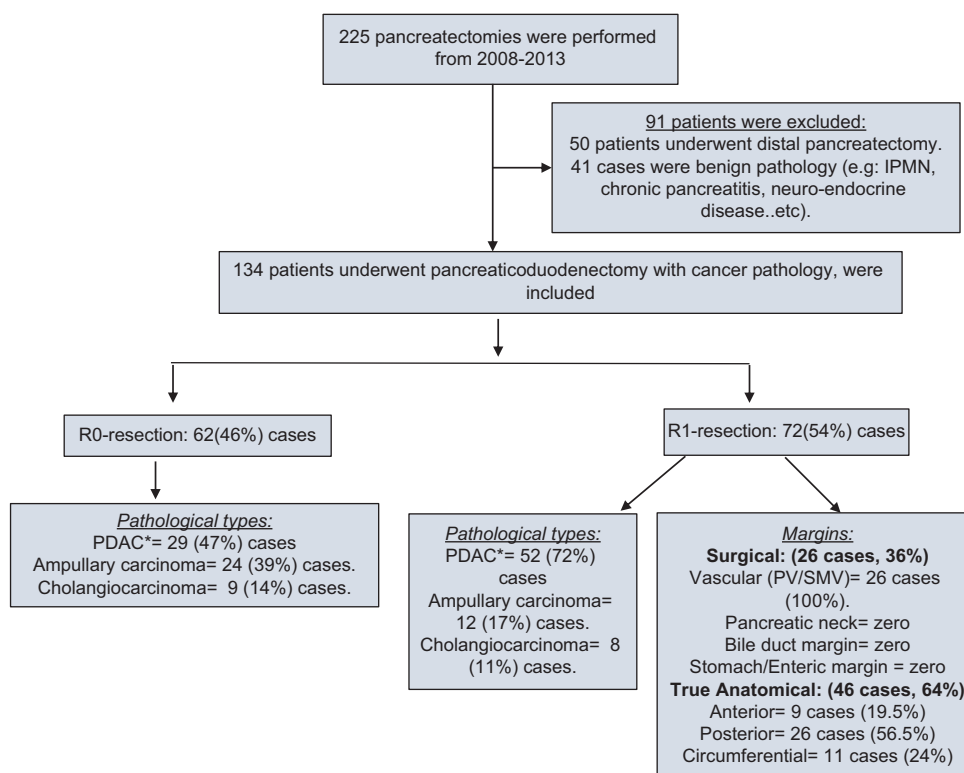 225 pancreatectomies were performed
from 2008-2013
91 patients were excluded:
50 patients underwent distal pancreatectomy.
41 cases were benign pathology (e.g: IPMN,
chronic pancreatitis, neuro-endocrine
disease..etc).
134 patients underwent pancreaticoduodenectomy with cancer pathology, were
included
R0-resection: 62(46%) cases
R1-resection: 72(54%) cases
Pathological types:
PDAC*= 29 (47%) cases
Ampullary carcinoma= 24 (39%) cases.
Cholangiocarcinoma= 9 (14%) cases.
Pathological types:
PDAC*= 52 (72%)
cases
Ampullary carcinoma=
12 (17%) cases.
Cholangiocarcinoma= 8
(11%) cases.
Margins:
Surgical: (26 cases, 36%)
Vascular (PV/SMV)= 26 cases
(100%).
Pancreatic neck= zero
Bile duct margin= zero
Stomach/Enteric margin = zero
True Anatomical: (46 cases, 64%)
Anterior= 9 cases (19.5%)
Posterior= 26 cases (56.5%)
Circumferential= 11 cases (24%)